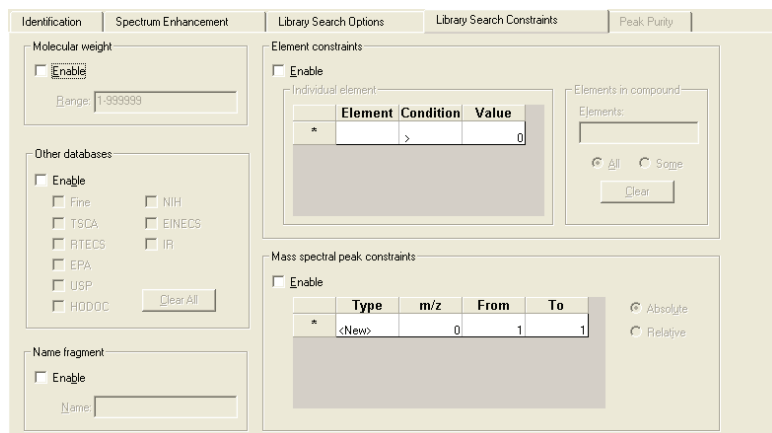 Identification Spectrum Enhancement Library Search Options Library Search Constraints Peak Purity
Molecular weight
Enable
Range: 1-999999
Other databases
Enable
Fine NIH
TSCA EINECS
RTECS IR
EPA
USP
HODOC Clear All
Name fragment
Enable
Name:
Element constraints
Enable
Individual element
Element Condition Value
* > 0
Elements in compound
Elements:
All Some
Clear
Mass spectral peak constraints
Enable
Type m/z From To
* <New> 0 1 1
Absolute
Relative